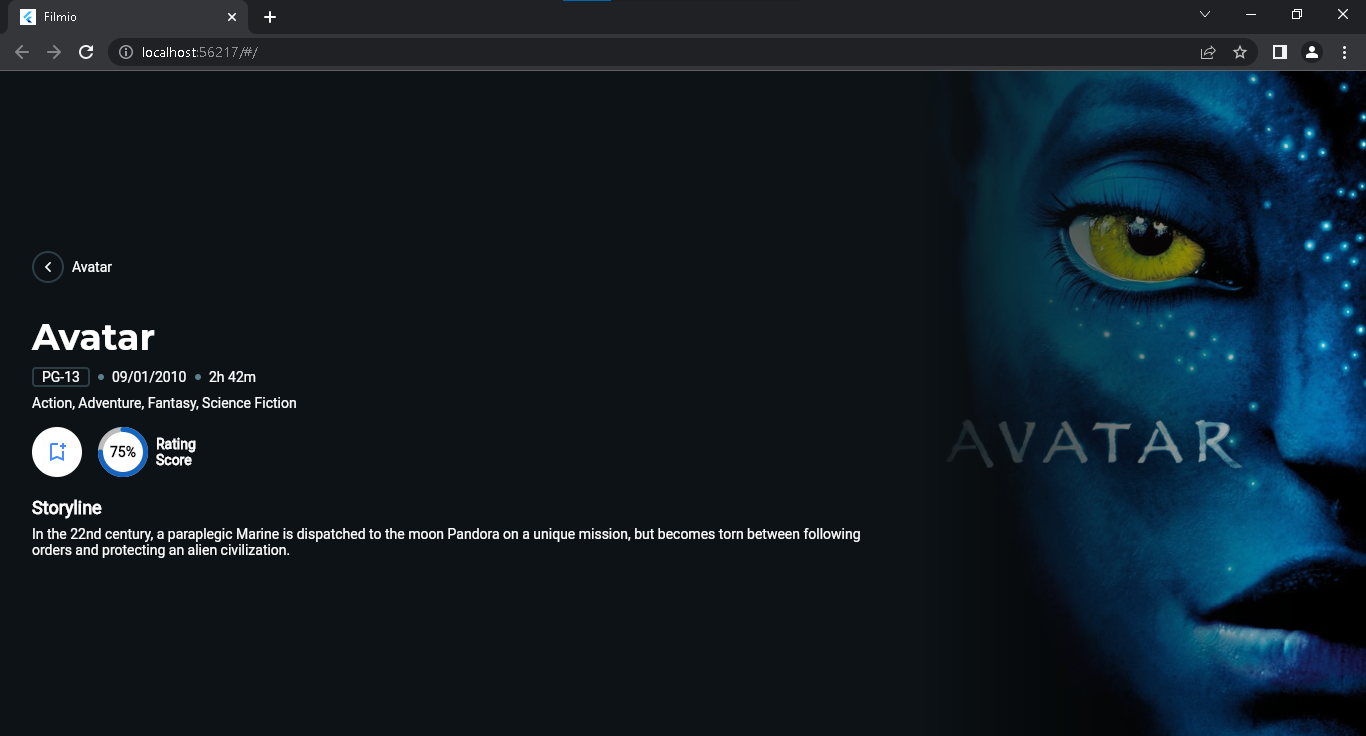 Filmio
localhost:56217/#/
Avatar
Avatar
PG-13 • 09/01/2010 • 2h 42m
Action, Adventure, Fantasy, Science Fiction
75% Rating
Score
Storyline
In the 22nd century, a paraplegic Marine is dispatched to the moon Pandora on a unique mission, but becomes torn between following
orders and protecting an alien civilization.
AVATAR